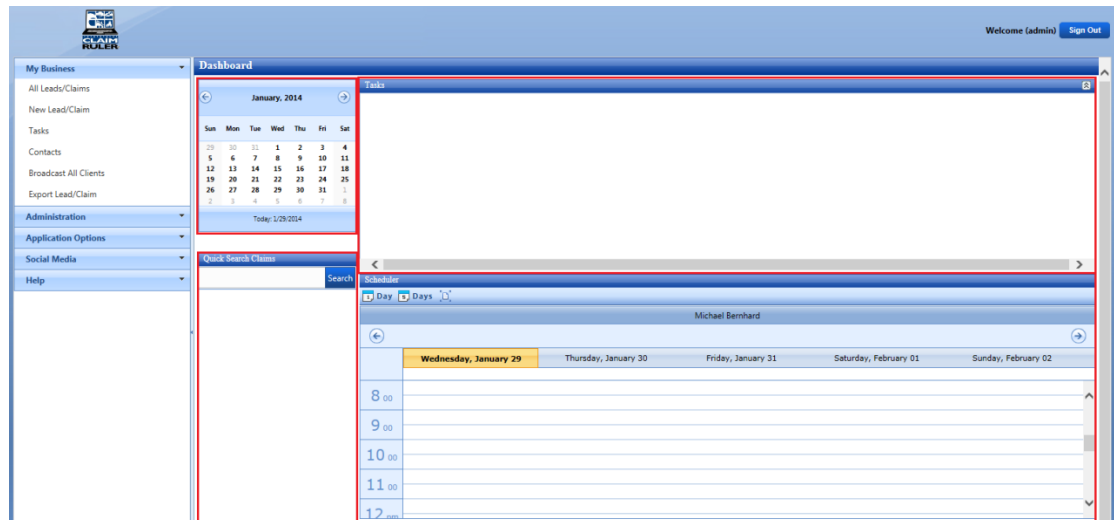 CLAIM
RULER
Welcome (admin) Sign Out
My Business
All Leads/Claims
New Lead/Claim
Tasks
Contacts
Broadcast All Clients
Export Lead/Claim
Administration
Application Options
Social Media
Help
Dashboard
January, 2014
Sun Mon Tue Wed Thu Fri Sat
29 30 31 1 2 3 4
5 6 7 8 9 10 11
12 13 14 15 16 17 18
19 20 21 22 23 24 25
26 27 28 29 30 31 1
2 3 4 5 6 7 8
Today: 1/29/2014
Quick Search Claims
Search
Tasks
Scheduler
1 Day 5 Days
Michael Bernhard
Wednesday, January 29 Thursday, January 30 Friday, January 31 Saturday, February 01 Sunday, February 02
8 00
9 00
10 00
11 00
12 pm